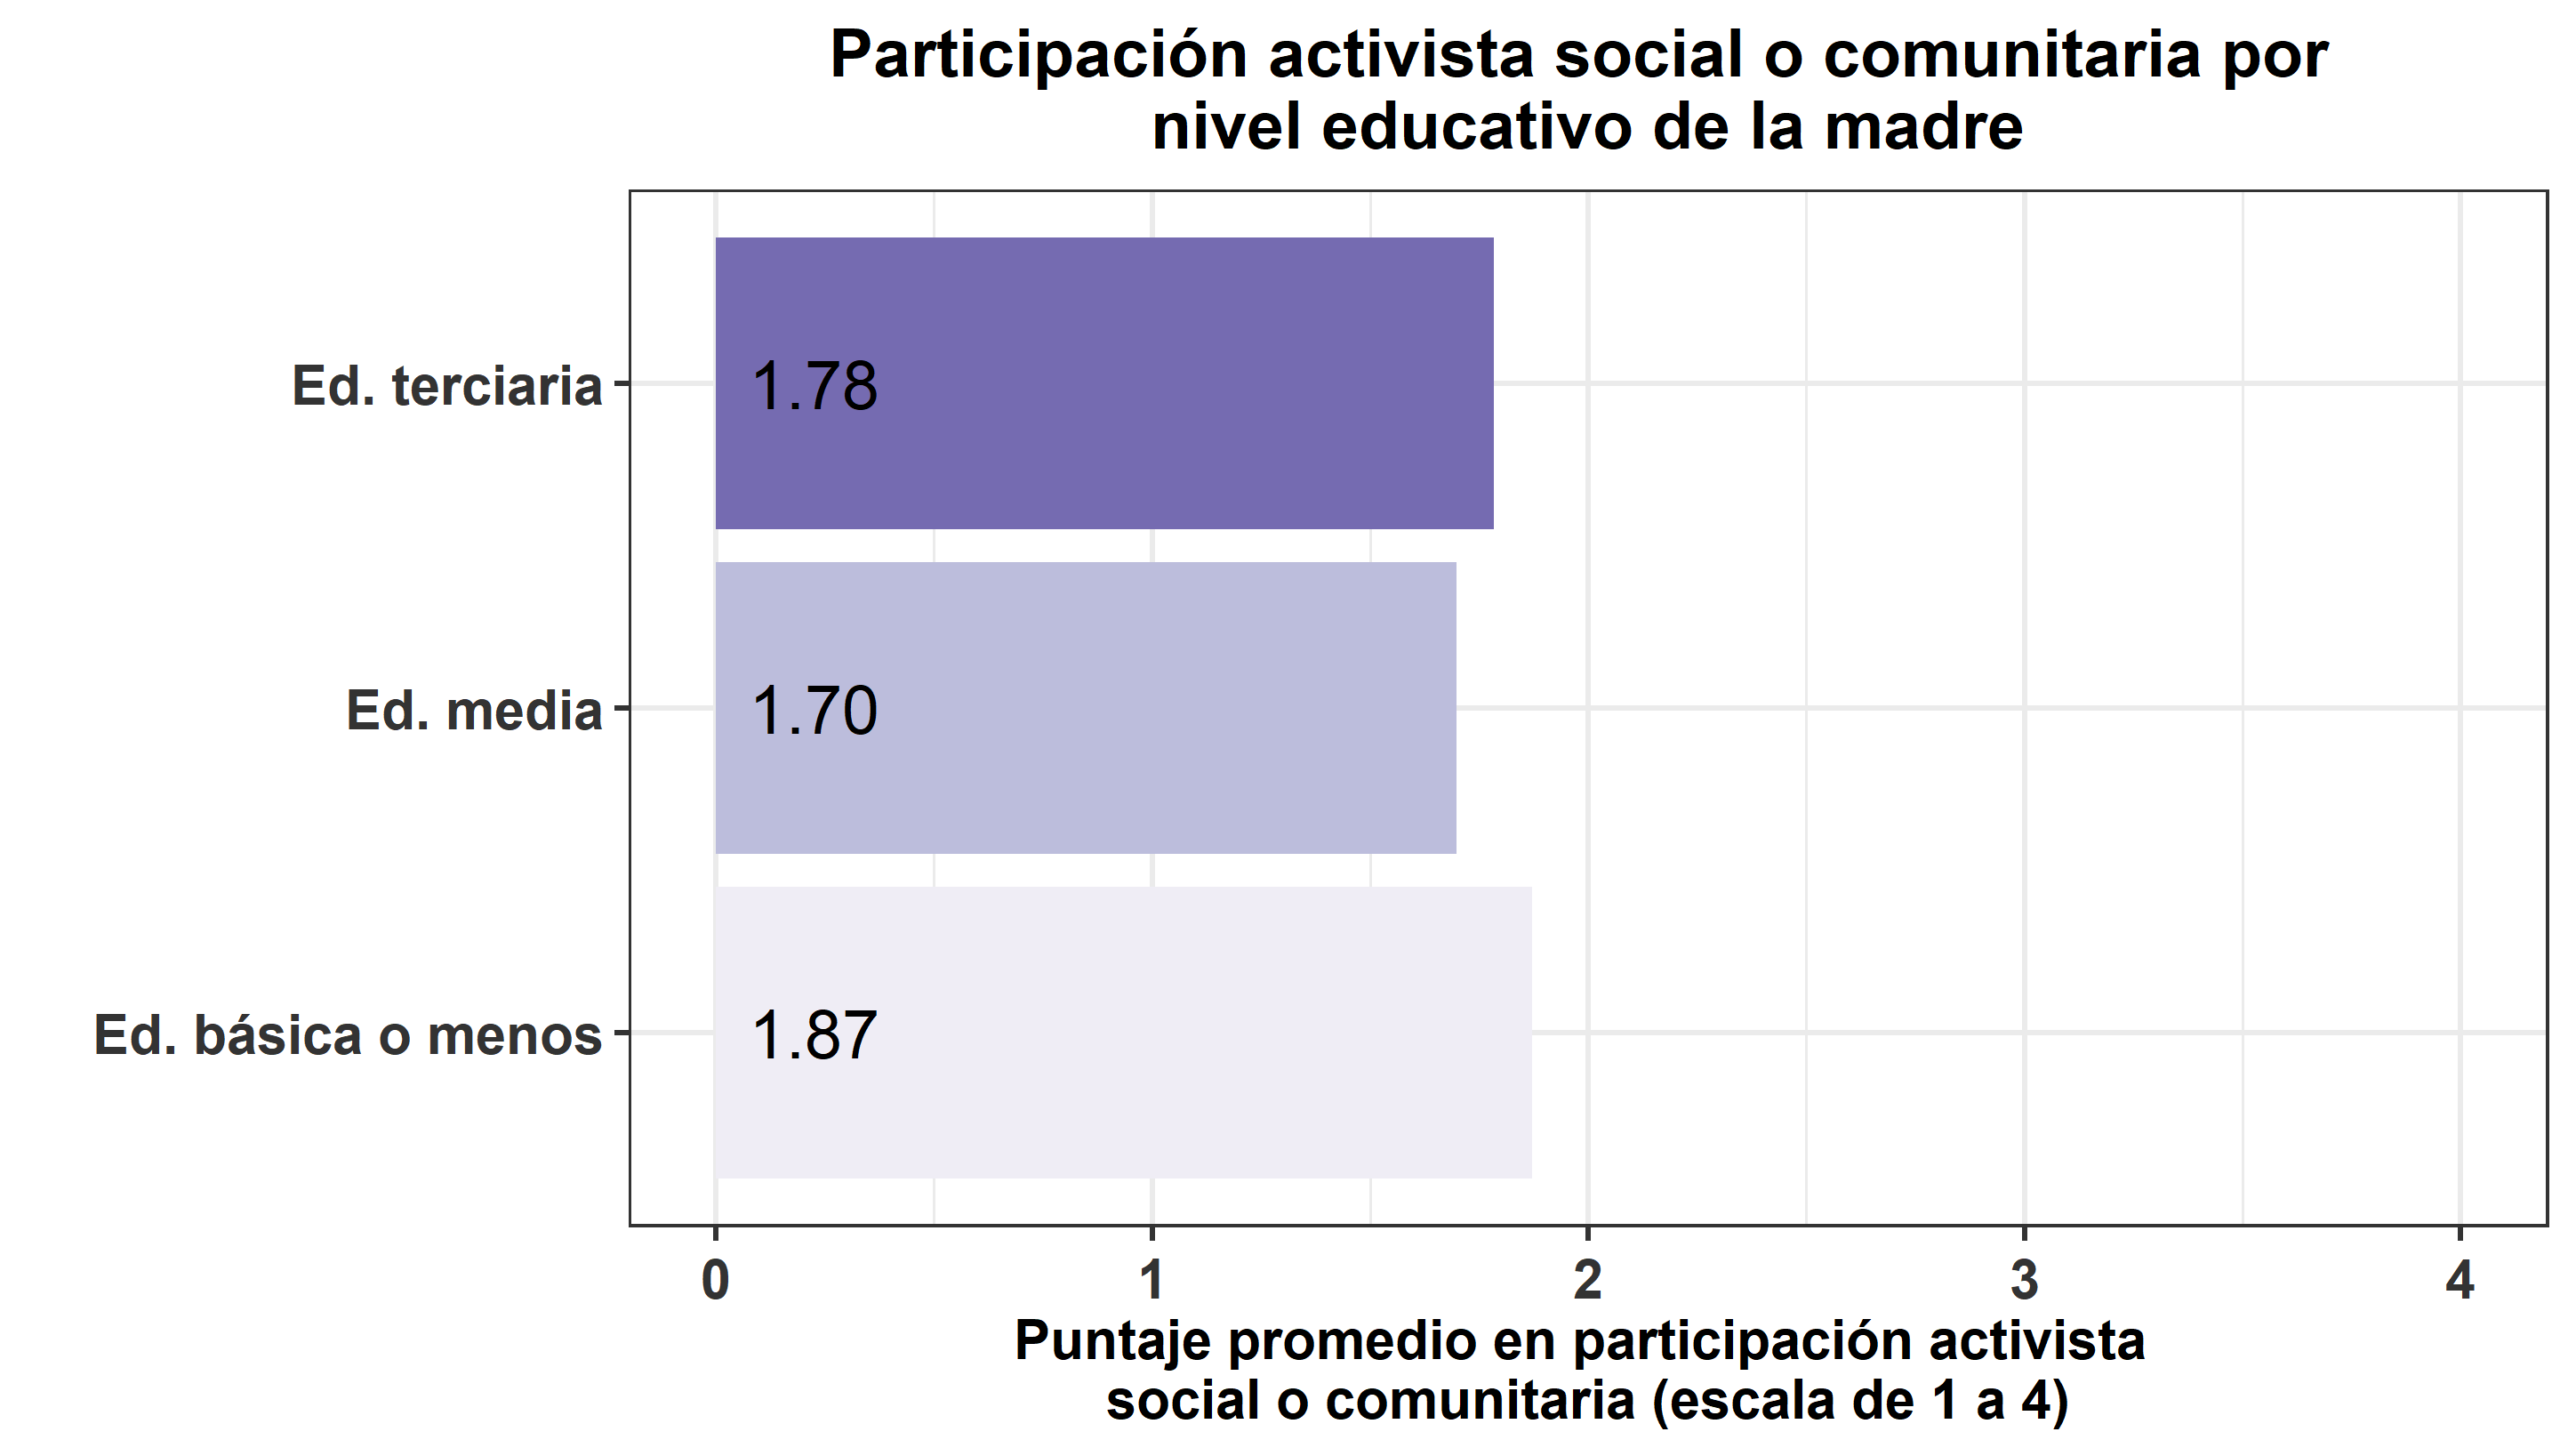 Participación activista social o comunitaria por
nivel educativo de la madre
Ed. terciaria
1.78
Ed. media
1.70
Ed. básica o menos
1.87
0 1 2 3 4
Puntaje promedio en participación activista
social o comunitaria (escala de 1 a 4)